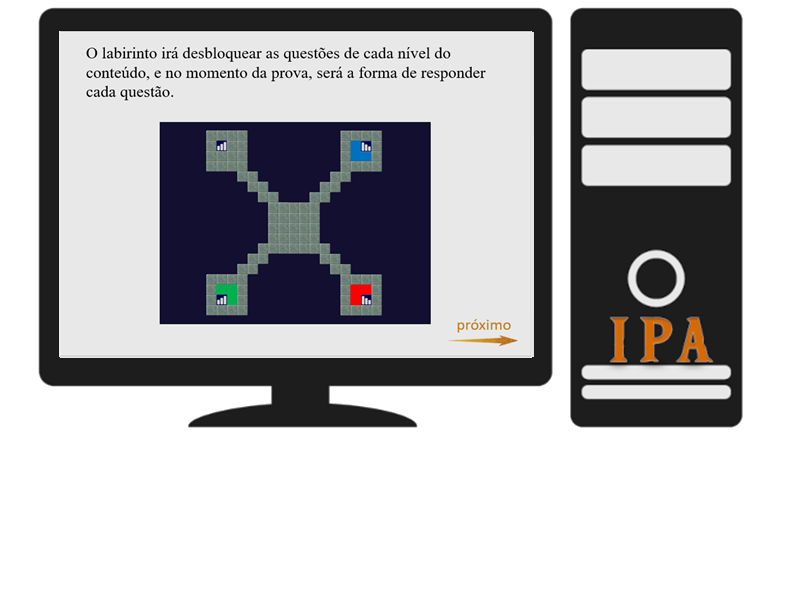 O labirinto irá desbloquear as questões de cada nível do
conteúdo, e no momento da prova, será a forma de responder
cada questão.
próximo
IPA